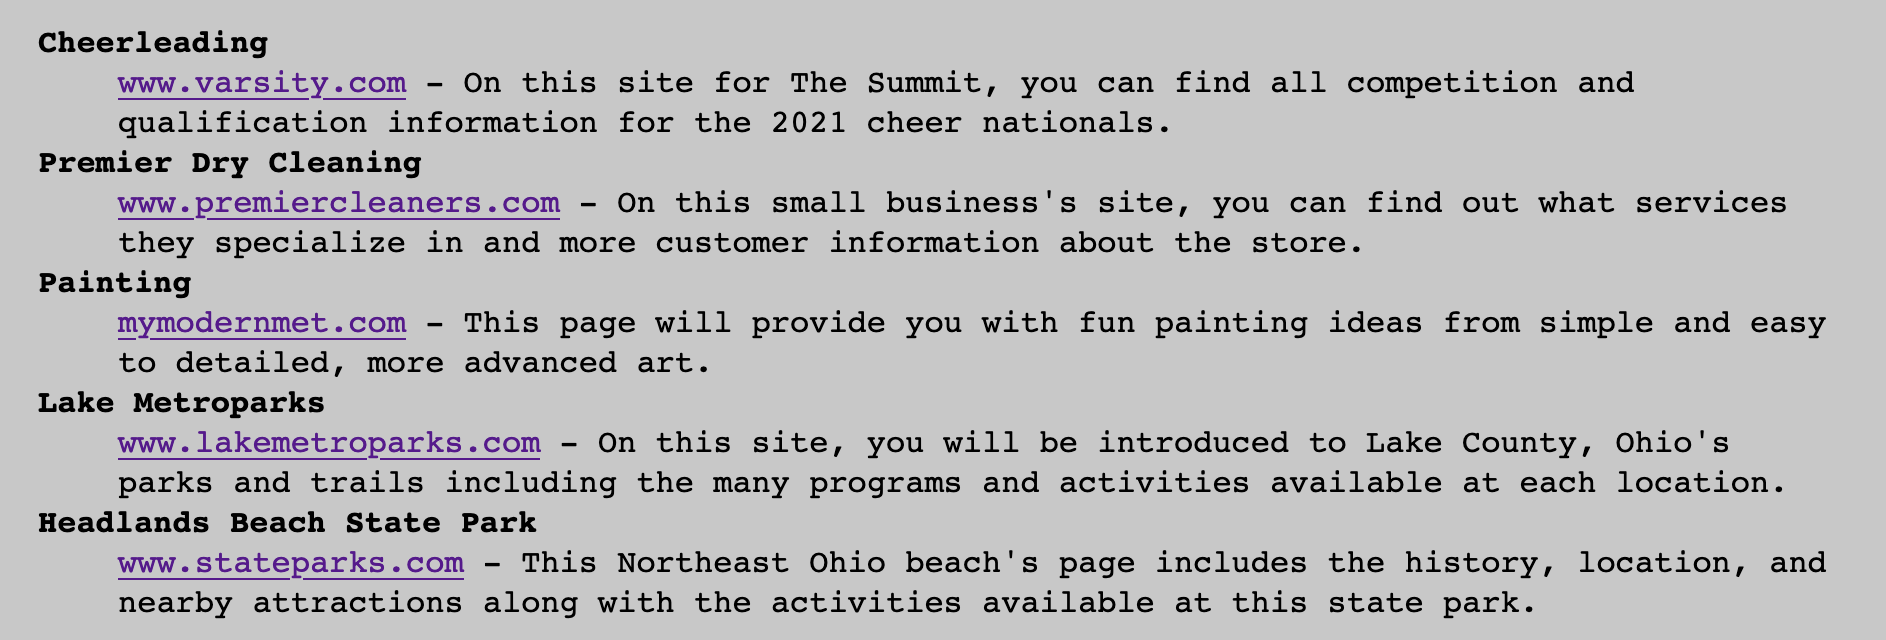 Cheerleading
www.varsity.com – On this site for The Summit, you can find all competition and
qualification information for the 2021 cheer nationals.
Premier Dry Cleaning
www.premiercleaners.com – On this small business's site, you can find out what services
they specialize in and more customer information about the store.
Painting
mymodernmet.com – This page will provide you with fun painting ideas from simple and easy
to detailed, more advanced art.
Lake Metroparks
www.lakemetroparks.com – On this site, you will be introduced to Lake County, Ohio's
parks and trails including the many programs and activities available at each location.
Headlands Beach State Park
www.stateparks.com – This Northeast Ohio beach's page includes the history, location, and
nearby attractions along with the activities available at this state park.